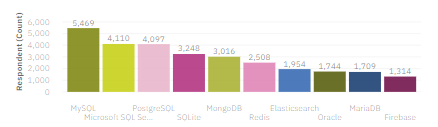 Respondent (Count)
6,000
5,000
4,000
3,000
2,000
1,000
0
5,469
4,110
4,097
3,248
3,016
2,508
1,954
1,744
1,709
1,314
MySQL
Microsoft SQL Se...
PostgreSQL
SQLite
MongoDB
Redis
Elasticsearch
Oracle
MariaDB
Firebase